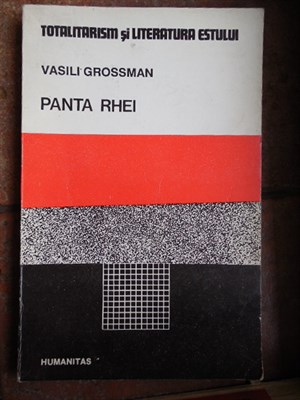 TOTALITARISM și LITERATURA ESTULUI
VASILI GROSSMAN
PANTA RHEI
HUMANITAS